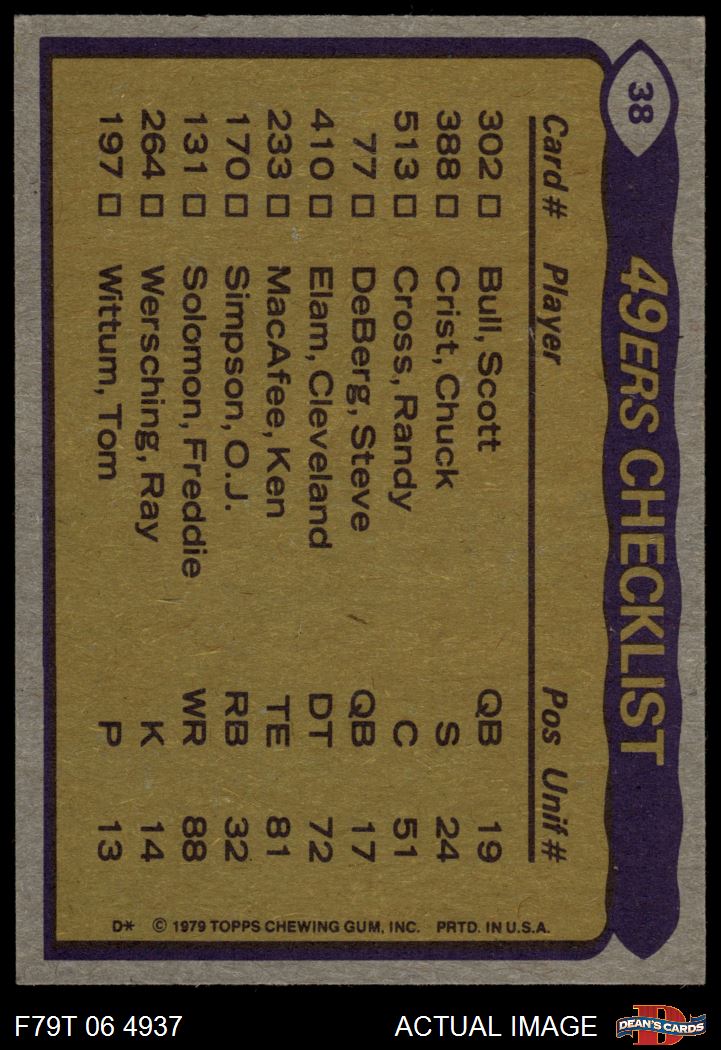 38
49ERS CHECKLIST
Card # Player Pos Unif #
302 □ Bull, Scott QB 19
388 □ Crist, Chuck S 24
513 □ Cross, Randy C 51
77 □ DeBerg, Steve QB 17
410 □ Elam, Cleveland DT 72
233 □ MacAfee, Ken TE 81
170 □ Simpson, O.J. RB 32
131 □ Solomon, Freddie WR 88
264 □ Wersching, Ray K 14
197 □ Wittum, Tom P 13
D* © 1979 TOPPS CHEWING GUM, INC. PRTD. IN U.S.A.
F79T 06 4937 ACTUAL IMAGE
D
DEAN'S CARDS